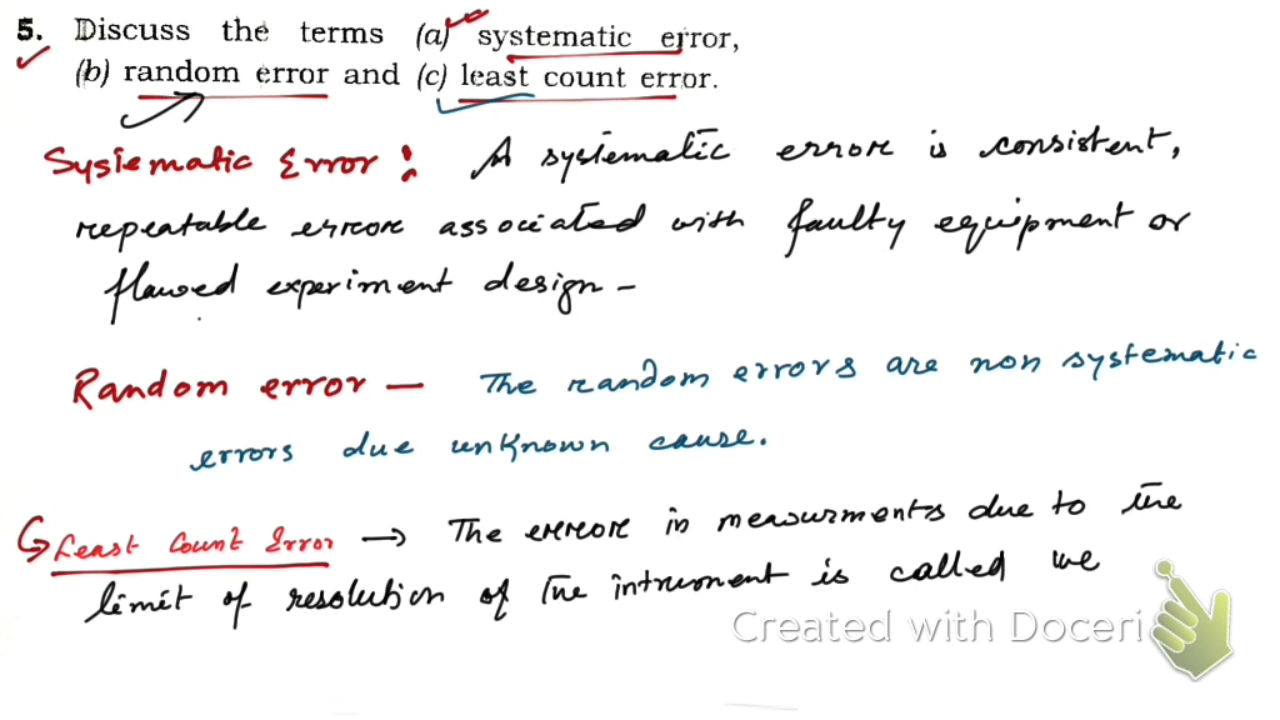 5. Discuss the terms (a) systematic error,
(b) random error and (c) least count error.
Systematic Error : A systematic error is consistent,
repeatable error associated with faulty equipment or
flawed experiment design -
Random error — The random errors are non systematic
errors due unknown cause.
Least Count Error → The error in measurments due to the
limit of resolution of the intrument is called we
Created with Doceri